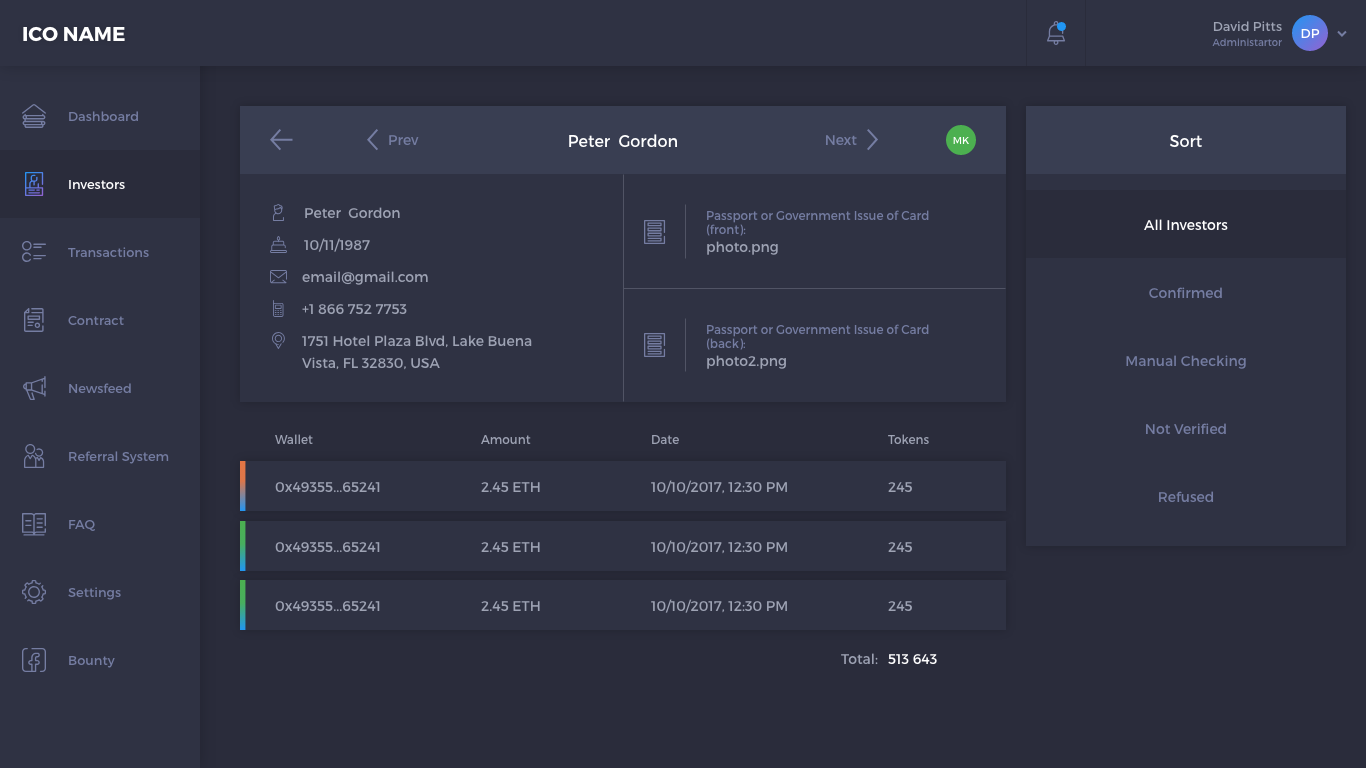 ICO NAME
David Pitts
Administartor
DP
Dashboard
Investors
Transactions
Contract
Newsfeed
Referral System
FAQ
Settings
Bounty
Prev
Peter Gordon
Next
MK
Peter Gordon
10/11/1987
email@gmail.com
+1 866 752 7753
1751 Hotel Plaza Blvd, Lake Buena
Vista, FL 32830, USA
Passport or Government Issue of Card
(front):
photo.png
Passport or Government Issue of Card
(back):
photo2.png
Wallet Amount Date Tokens
0x49355...65241 2.45 ETH 10/10/2017, 12:30 PM 245
0x49355...65241 2.45 ETH 10/10/2017, 12:30 PM 245
0x49355...65241 2.45 ETH 10/10/2017, 12:30 PM 245
Total: 513 643
Sort
All Investors
Confirmed
Manual Checking
Not Verified
Refused